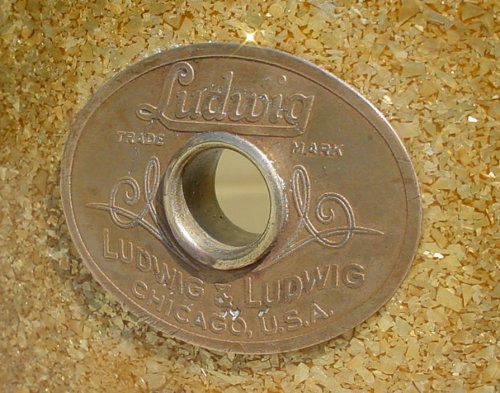 Ludwig
TRADE MARK
LUDWIG & LUDWIG
CHICAGO, U.S.A.